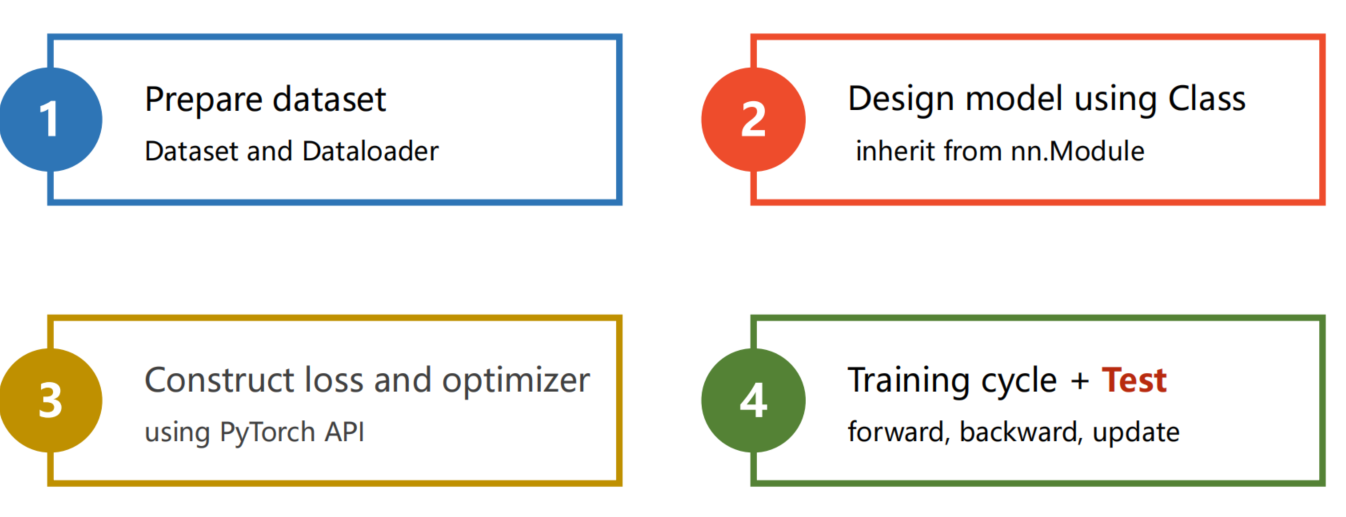 1
Prepare dataset
Dataset and Dataloader
2
Design model using Class
inherit from nn.Module
3
Construct loss and optimizer
using PyTorch API
4
Training cycle + Test
forward, backward, update